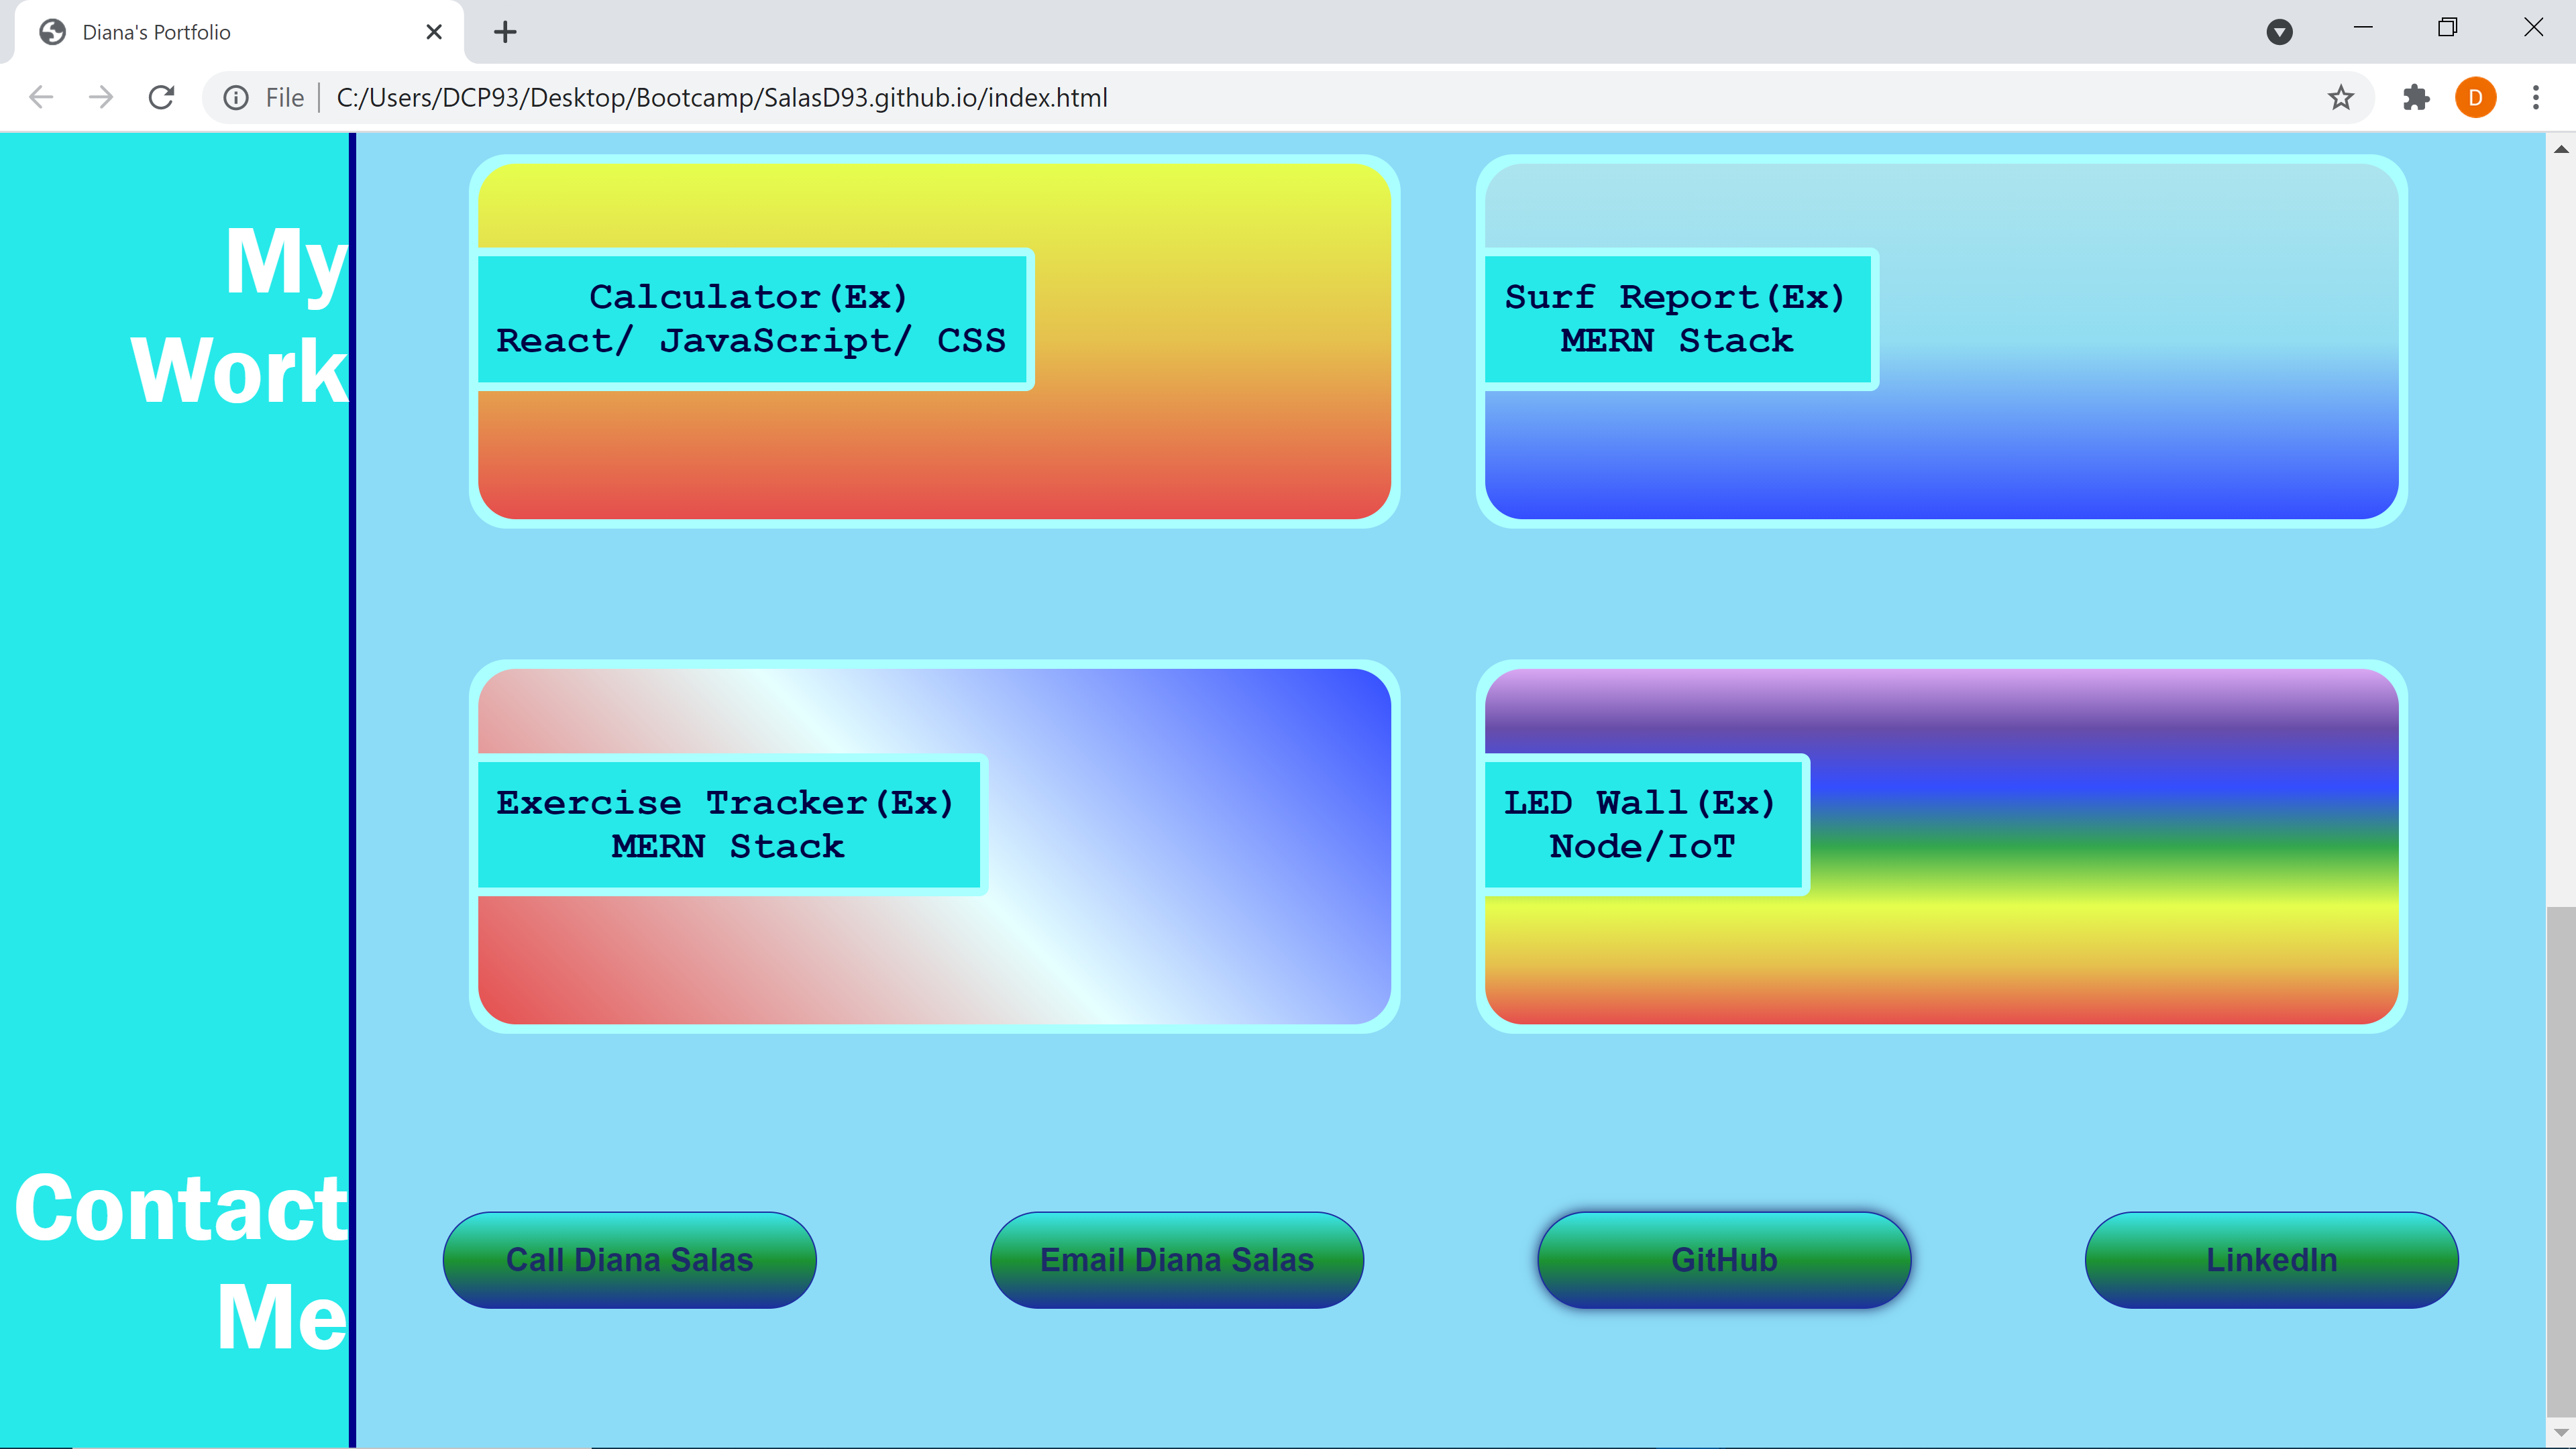 Diana's Portfolio
File C:/Users/DCP93/Desktop/Bootcamp/SalasD93.github.io/index.html
D
My
Work
Calculator(Ex)
React/ JavaScript/ CSS
Surf Report(Ex)
MERN Stack
Exercise Tracker(Ex)
MERN Stack
LED Wall(Ex)
Node/IoT
Contact
Me
Call Diana Salas
Email Diana Salas
GitHub
LinkedIn